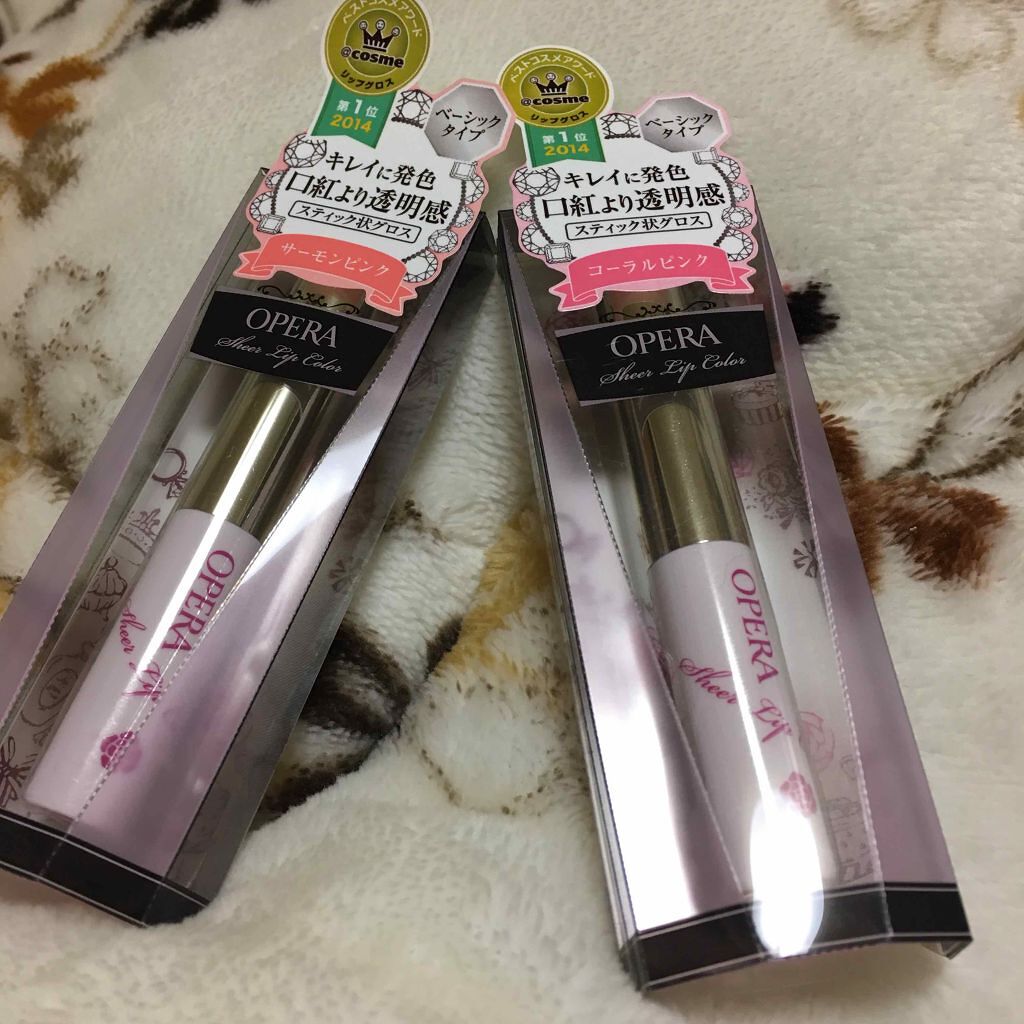 ベストコスメアワード
@cosme
リップグロス
第1位
2014
ベーシック
タイプ
キレイに発色
口紅より透明感
スティック状グロス
サーモンピンク
OPERA
Sheer Lip Color
OPERA
Sheer Lip
ベストコスメアワード
@cosme
リップグロス
第1位
2014
ベーシック
タイプ
キレイに発色
口紅より透明感
スティック状グロス
コーラルピンク
OPERA
Sheer Lip Color
OPERA
Sheer Lip